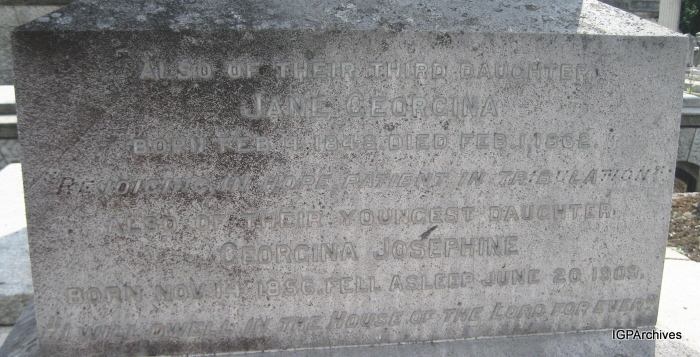 ALSO OF THEIR THIRD DAUGHTER
JANE GEORGINA
BORN FEB. 1848. DIED FEB.
"REJOICING IN HOPE, PATIENT IN TRIBULATION"
ALSO OF THEIR YOUNGEST DAUGHTER
GEORGINA JOSEPHINE
BORN NOV. 1856. FELL ASLEEP JUNE 20, 1909.
"I WILL DWELL IN THE HOUSE OF THE LORD FOR EVER"
IGPArchives